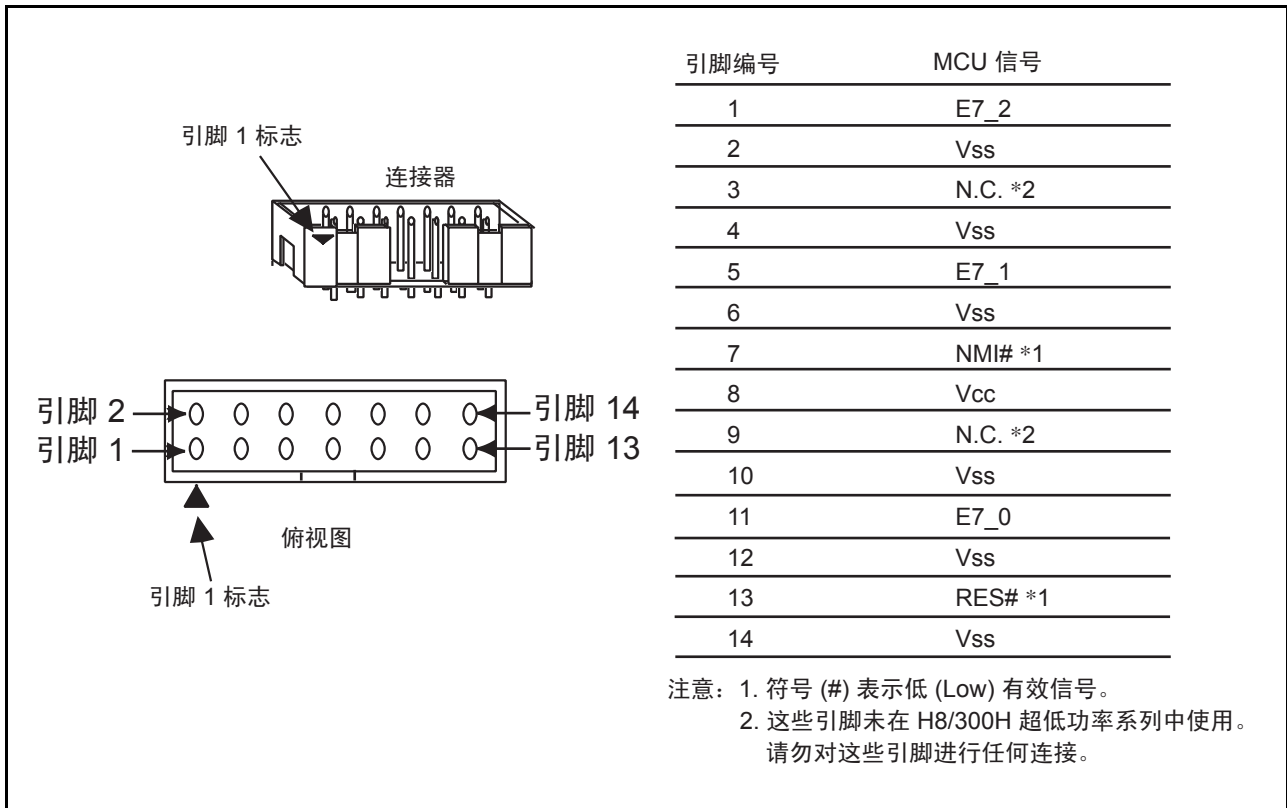 引脚 1 标志
连接器
引脚 2
引脚 14
引脚 1
引脚 13
俯视图
引脚 1 标志
引脚编号 MCU 信号
1 E7_2
2 Vss
3 N.C. *2
4 Vss
5 E7_1
6 Vss
7 NMI# *1
8 Vcc
9 N.C. *2
10 Vss
11 E7_0
12 Vss
13 RES# *1
14 Vss
注意：1. 符号 (#) 表示低 (Low) 有效信号。
2. 这些引脚未在 H8/300H 超低功率系列中使用。
请勿对这些引脚进行任何连接。